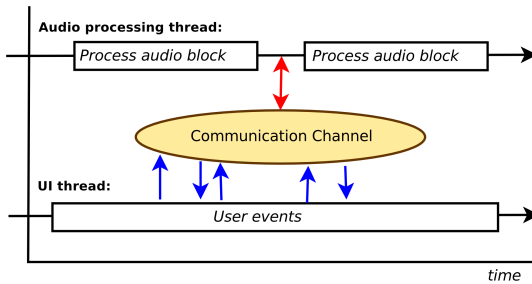 Audio processing thread:
Process audio block
Process audio block
Communication Channel
UI thread:
User events
time